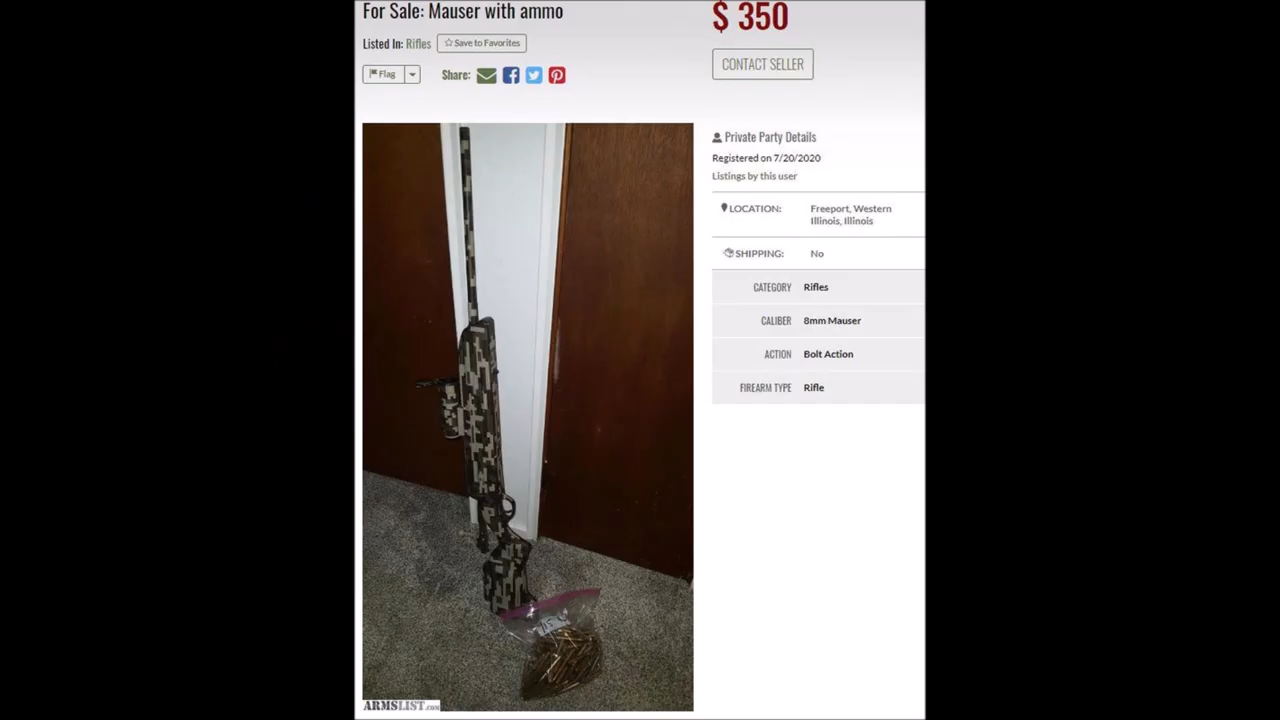 For Sale: Mauser with ammo
$ 350
Listed In: Rifles
Save to Favorites
CONTACT SELLER
Flag
Share:
Private Party Details
Registered on 7/20/2020
Listings by this user
LOCATION: Freeport, Western
Illinois, Illinois
SHIPPING: No
CATEGORY Rifles
CALIBER 8mm Mauser
ACTION Bolt Action
FIREARM TYPE Rifle
ARMSLIST.COM